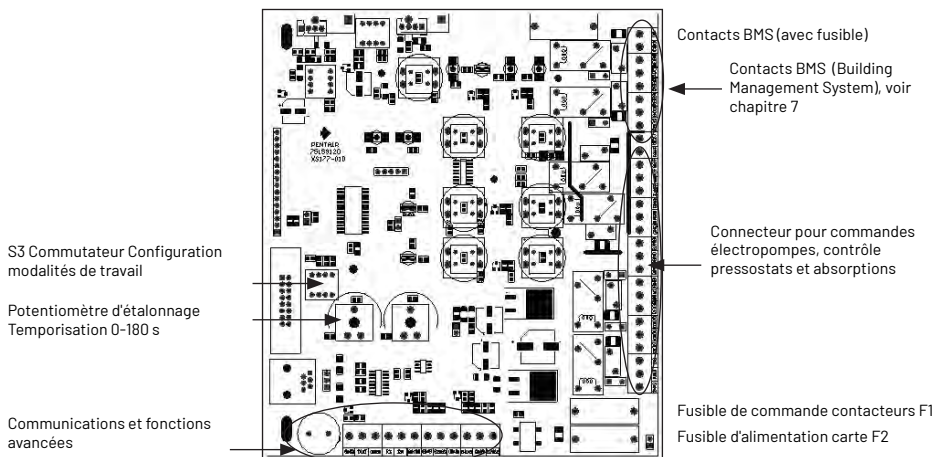 Contacts BMS (avec fusible)
Contacts BMS (Building
Management System), voir
chapitre 7
PENTAIR
S3 Commutateur Configuration
modalités de travail
Potentiomètre d'étalonnage
Temporisation 0-180 s
Connecteur pour commandes
électropompes, contrôle
pressostats et absorptions
Communications et fonctions
avancées
Fusible de commande contacteurs F1
Fusible d'alimentation carte F2